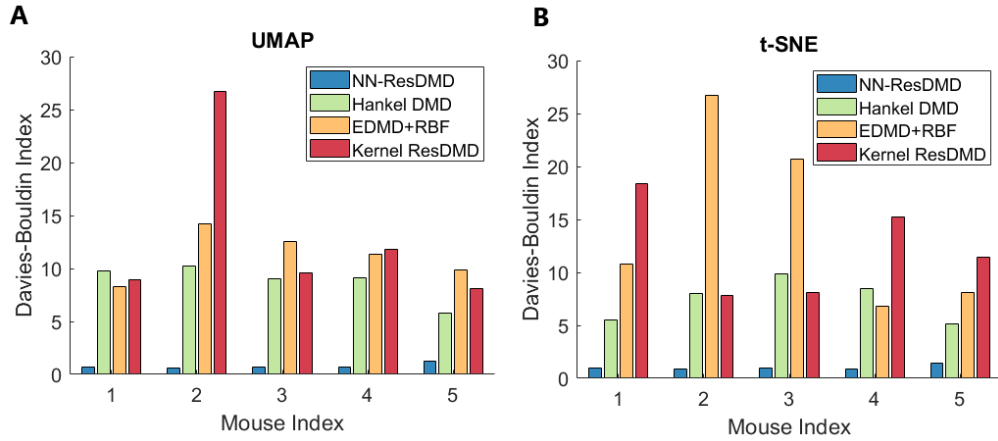 A
UMAP
30
25
20
15
10
5
0
Davies-Bouldin Index
NN-ResDMD
Hankel DMD
EDMD+RBF
Kernel ResDMD
1 2 3 4 5
Mouse Index
B
t-SNE
30
25
20
15
10
5
0
Davies-Bouldin Index
NN-ResDMD
Hankel DMD
EDMD+RBF
Kernel ResDMD
1 2 3 4 5
Mouse Index